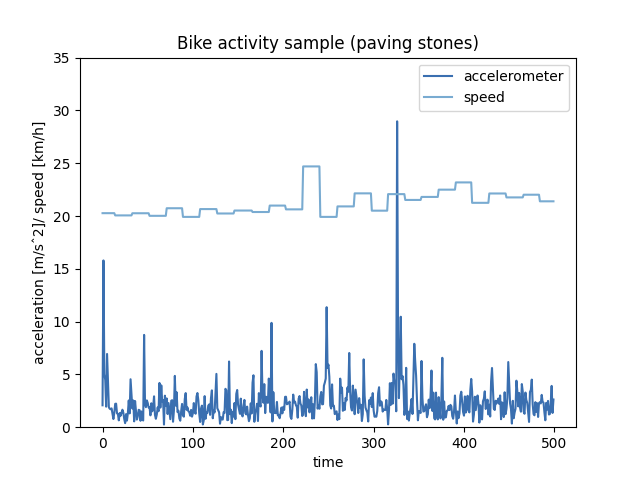 Bike activity sample (paving stones)
accelerometer
speed
acceleration [m/s^2]/ speed [km/h]
35
30
25
20
15
10
5
0
0 100 200 300 400 500
time